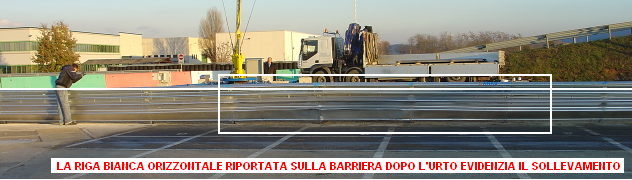 LA RIGA BIANCA ORIZZONTALE RIPORTATA SULLA BARRIERA DOPO L'URTO EVIDENZIA IL SOLLEVAMENTO